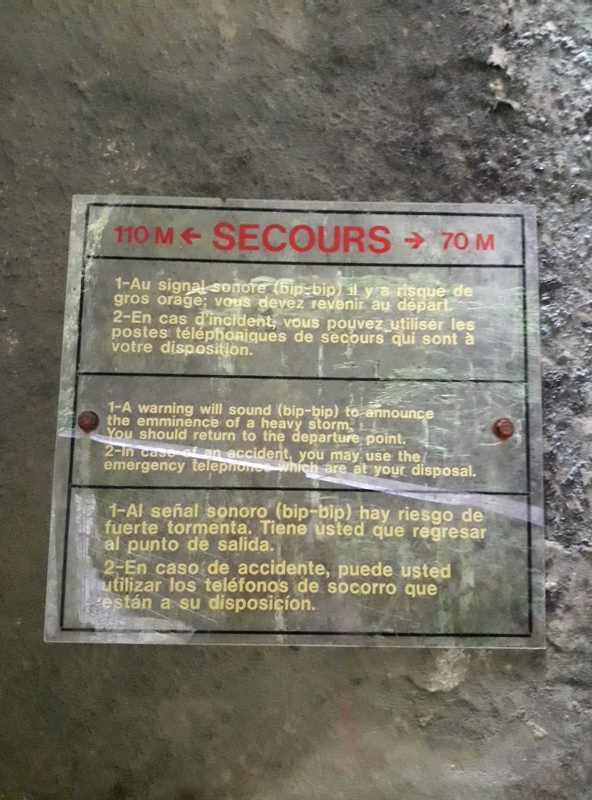 110 M ← SECOURS → 70 M
1-Au signal sonore (bip-bip) il y a risque de
gros orage; vous devez revenir au départ.
2-En cas d'incident, vous pouvez utiliser les
postes téléphoniques de secours qui sont à
votre disposition.
1-A warning will sound (bip-bip) to announce
the emminence of a heavy storm.
You should return to the departure point.
2-In case of an accident, you may use the
emergency telephones which are at your disposal.
1-Al señal sonoro (bip-bip) hay riesgo de
fuerte tormenta. Tiene usted que regresar
al punto de salida.
2-En caso de accidente, puede usted
utilizar los teléfonos de socorro que
están a su disposicíon.